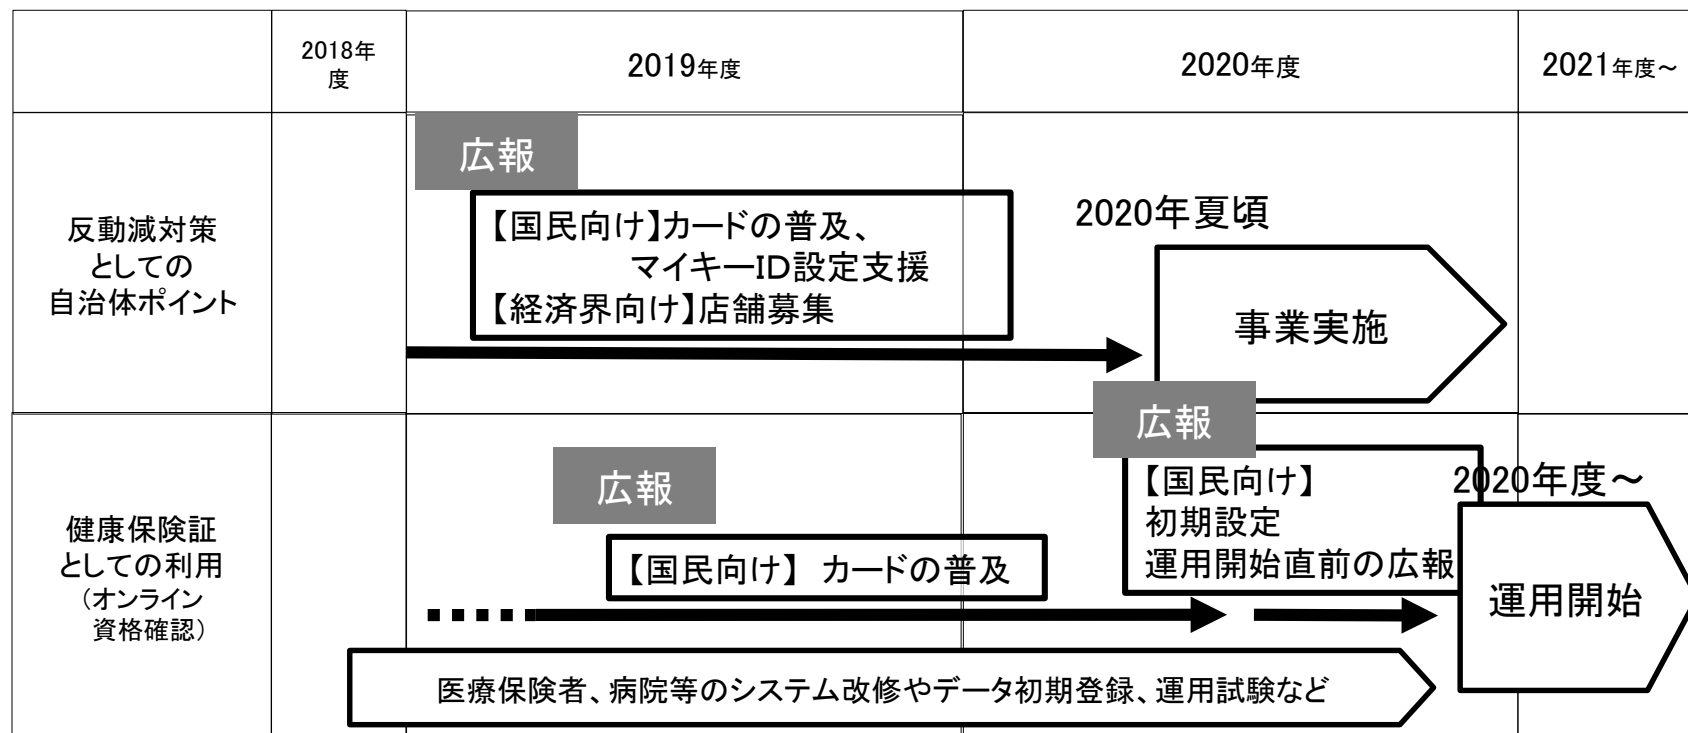 2018年
度
2019年度
2020年度
2021年度～
反動減対策
としての
自治体ポイント
広報
【国民向け】カードの普及、
マイキーID設定支援
【経済界向け】店舗募集
2020年夏頃
事業実施
健康保険証
としての利用
（オンライン
資格確認）
広報
【国民向け】 カードの普及
広報
【国民向け】
初期設定
運用開始直前の広報
2020年度～
運用開始
医療保険者、病院等のシステム改修やデータ初期登録、運用試験など